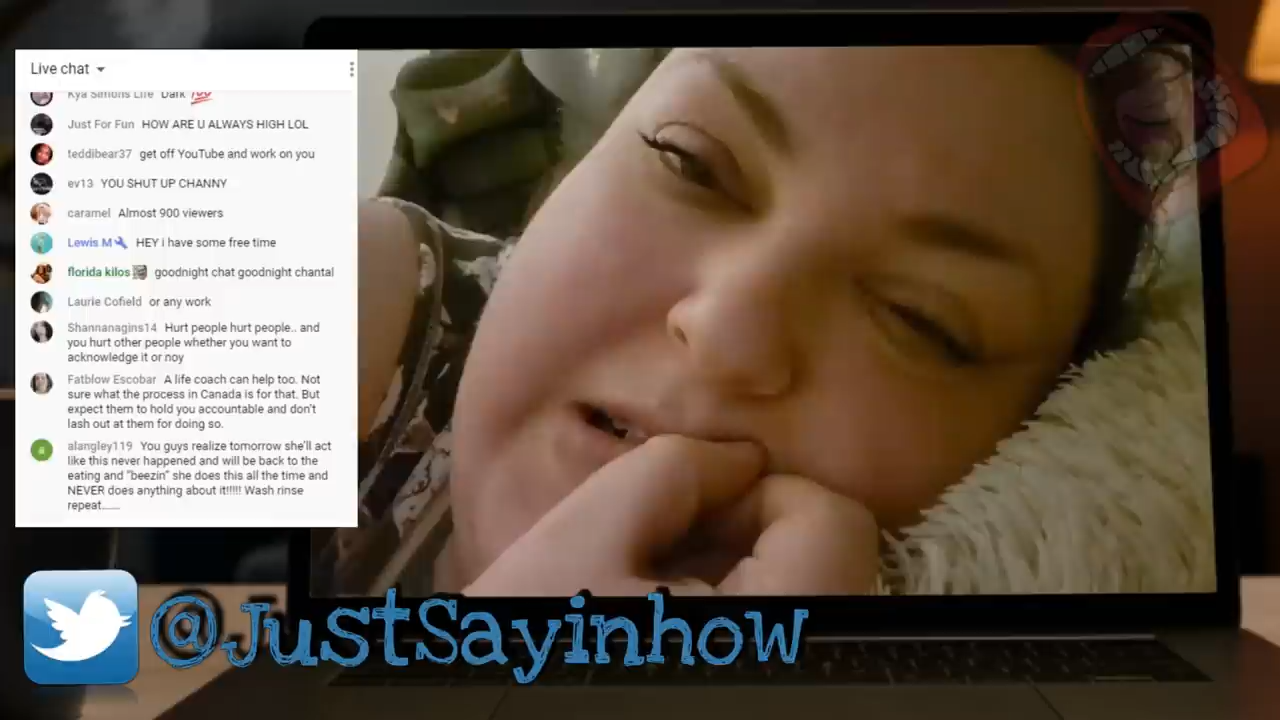 Live chat
Kya Simons Life Dark 💯
Just For Fun HOW ARE U ALWAYS HIGH LOL
teddibear37 get off YouTube and work on you
ev13 YOU SHUT UP CHANNY
caramel Almost 900 viewers
Lewis M HEY i have some free time
florida kilos goodnight chat goodnight chantal
Laurie Cofield or any work
Shannanagins14 Hurt people hurt people.. and
you hurt other people whether you want to
acknowledge it or noy
Fatblow Escobar A life coach can help too. Not
sure what the process in Canada is for that. But
expect them to hold you accountable and don't
lash out at them for doing so.
a
alangley119 You guys realize tomorrow she'll act
like this never happened and will be back to the
eating and "beezin" she does this all the time and
NEVER does anything about it!!!!! Wash rinse
repeat......
@JustSayinhow